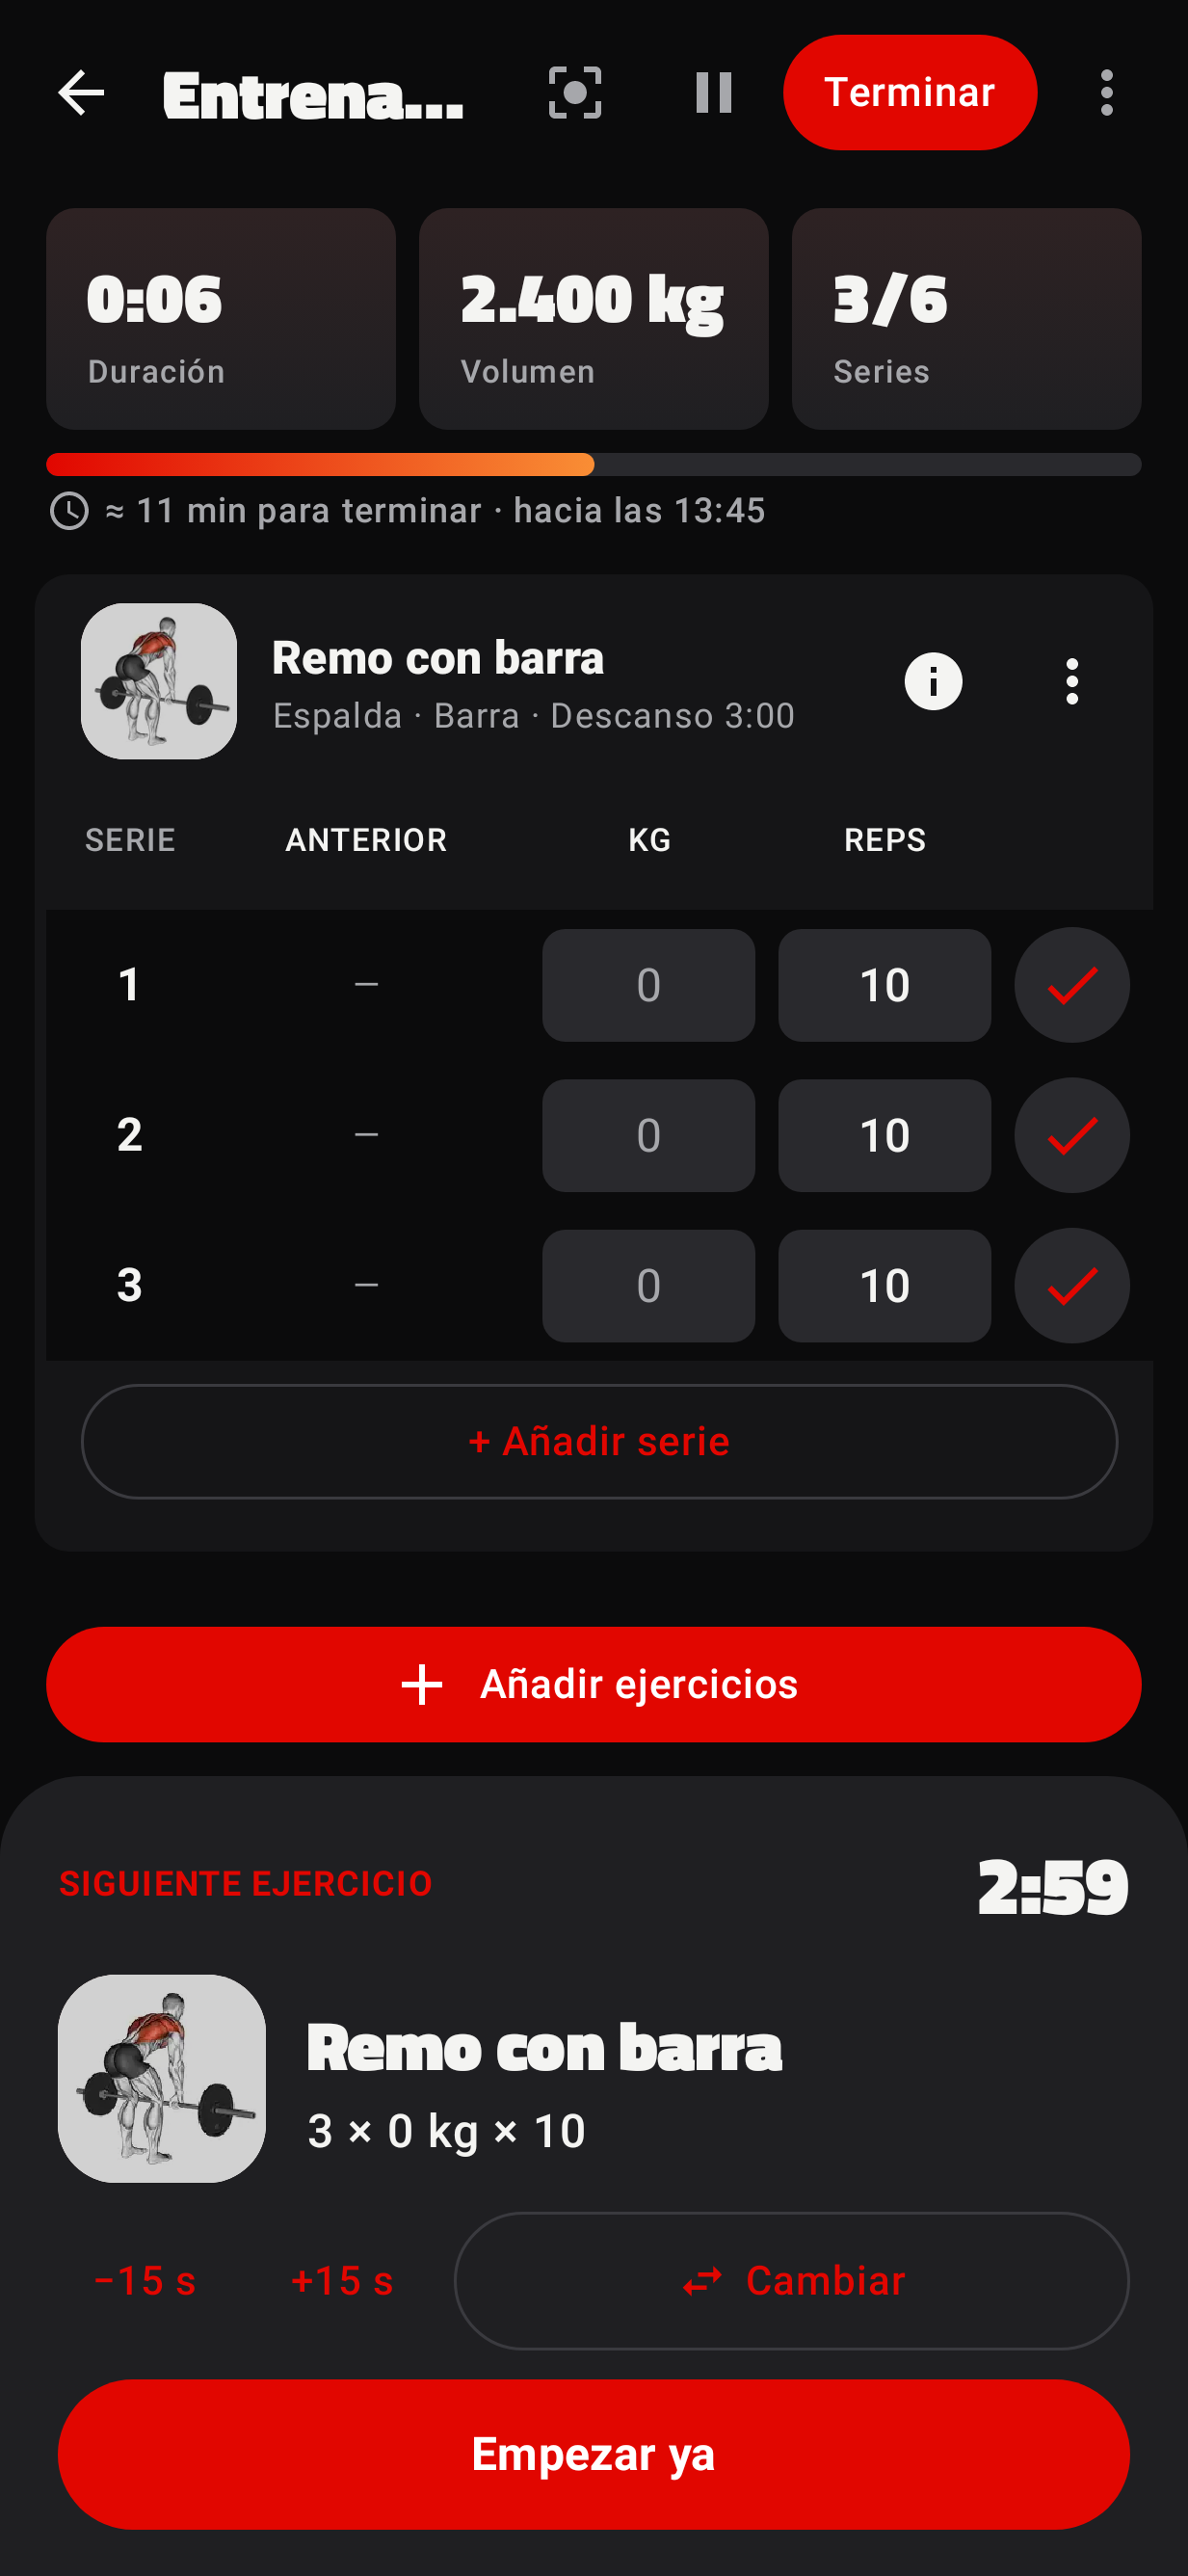 Entrena...
Terminar
0:06
Duración
2.400 kg
Volumen
3/6
Series
≈ 11 min para terminar · hacia las 13:45
Remo con barra
Espalda · Barra · Descanso 3:00
SERIE ANTERIOR KG REPS
1 – 0 10
2 – 0 10
3 – 0 10
+ Añadir serie
+ Añadir ejercicios
SIGUIENTE EJERCICIO
2:59
Remo con barra
3 × 0 kg × 10
−15 s +15 s Cambiar
Empezar ya